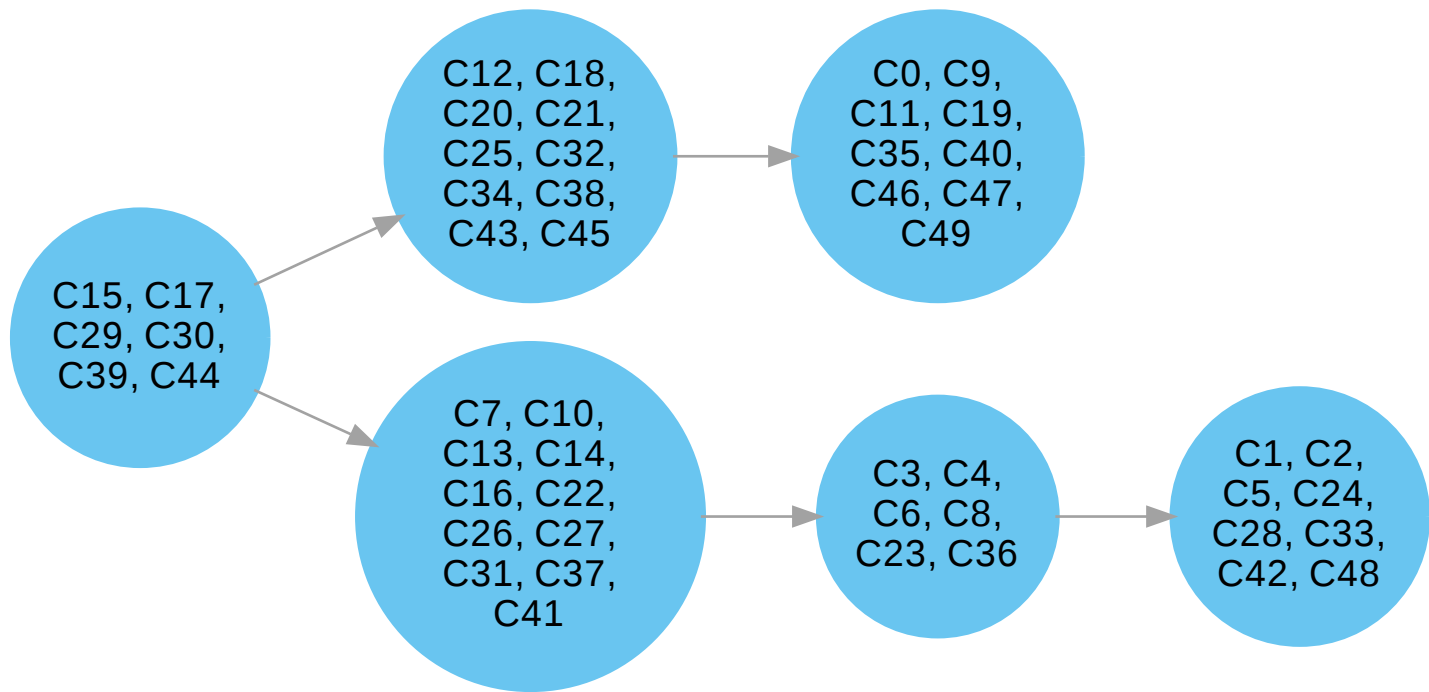 C12, C18,
C20, C21,
C25, C32,
C34, C38,
C43, C45
C0, C9,
C11, C19,
C35, C40,
C46, C47,
C49
C15, C17,
C29, C30,
C39, C44
C7, C10,
C13, C14,
C16, C22,
C26, C27,
C31, C37,
C41
C3, C4,
C6, C8,
C23, C36
C1, C2,
C5, C24,
C28, C33,
C42, C48